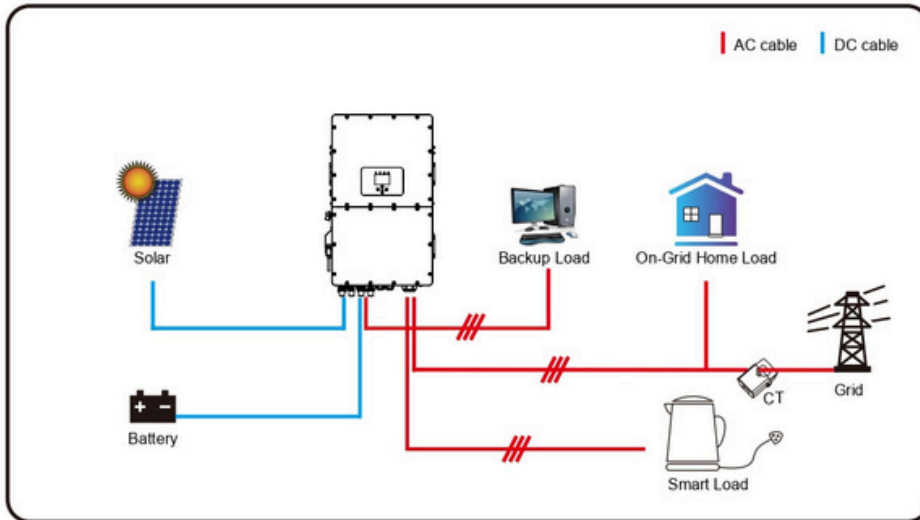 AC cable
DC cable
Solar
Backup Load
On-Grid Home Load
CT
Grid
Battery
Smart Load